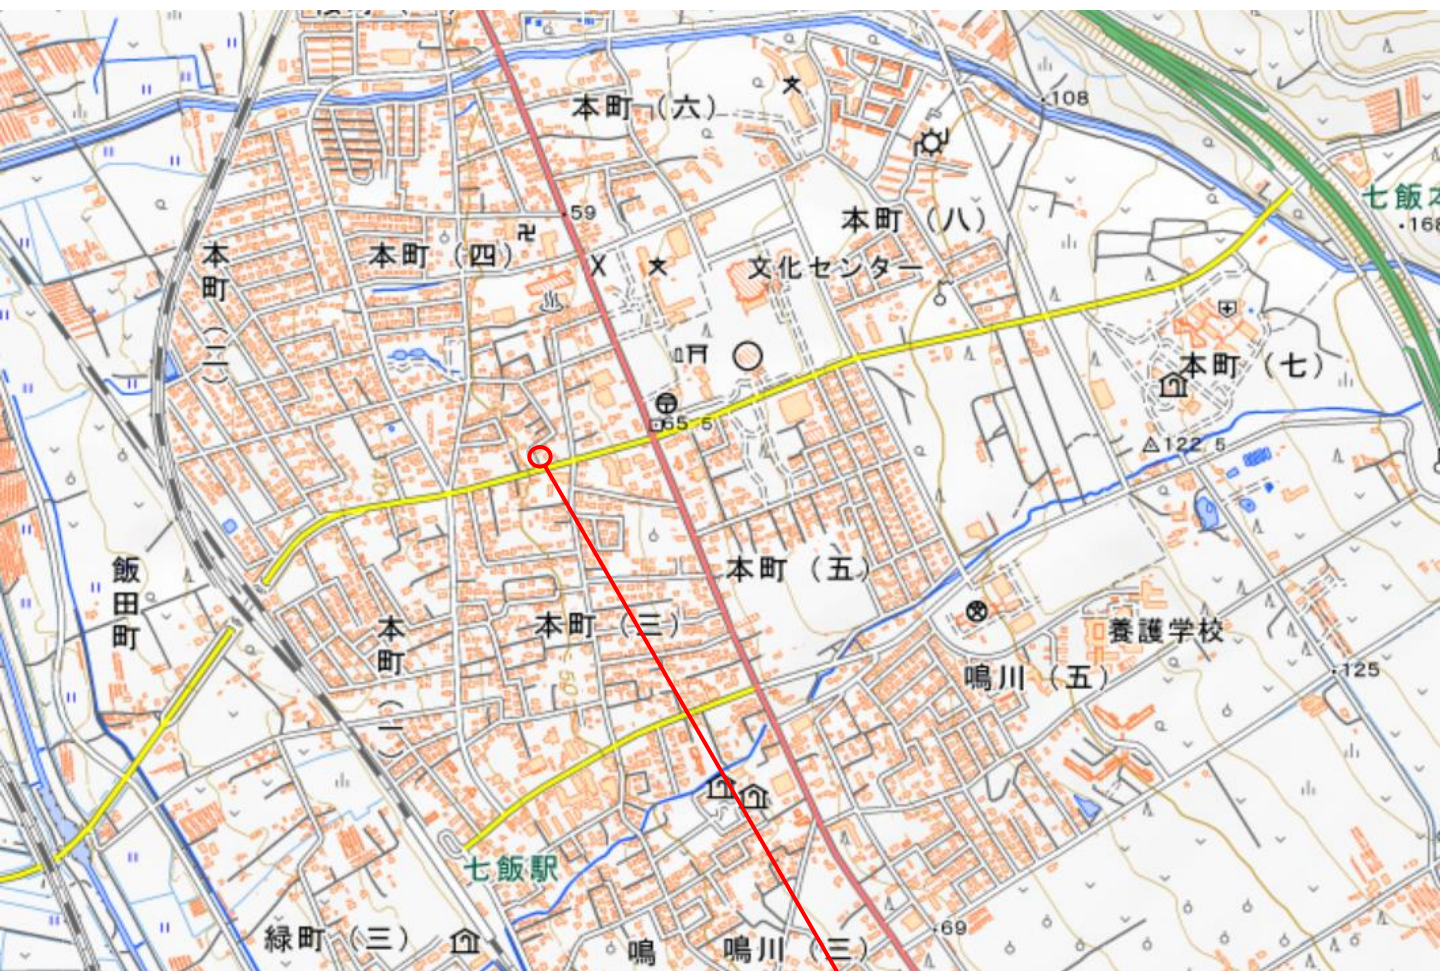 本町（六）
108
七飯本
168
59
本町（八）
本町（四）
文化センター
本町（二）
本町（七）
65.5
122.5
40
本町（五）
飯田町
本町（三）
本町（一）
養護学校
鳴川（五）
125
50
七飯駅
69
緑町（三）
鳴
鳴川（三）